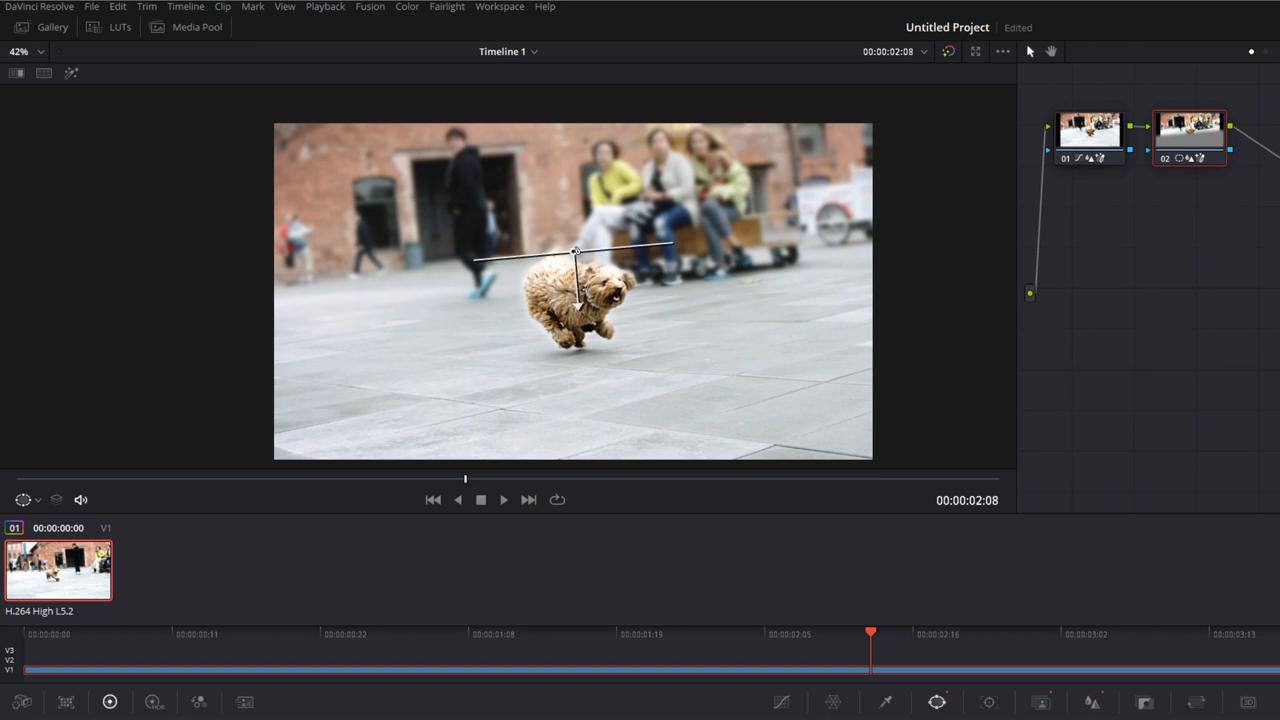 DaVinci Resolve File Edit Trim Timeline Clip Mark View Playback Fusion Color Fairlight Workspace Help
Gallery LUTs Media Pool Untitled Project Edited
42% Timeline 1 00:00:02:08
01 02
00:00:02:08
01 00:00:00:00 V1
H.264 High L5.2
00:00:00:00 00:00:00:11 00:00:00:22 00:00:01:08 00:00:01:19 00:00:02:05 00:00:02:16 00:00:03:02 00:00:03:13
V3
V2
V1
HDR 3D